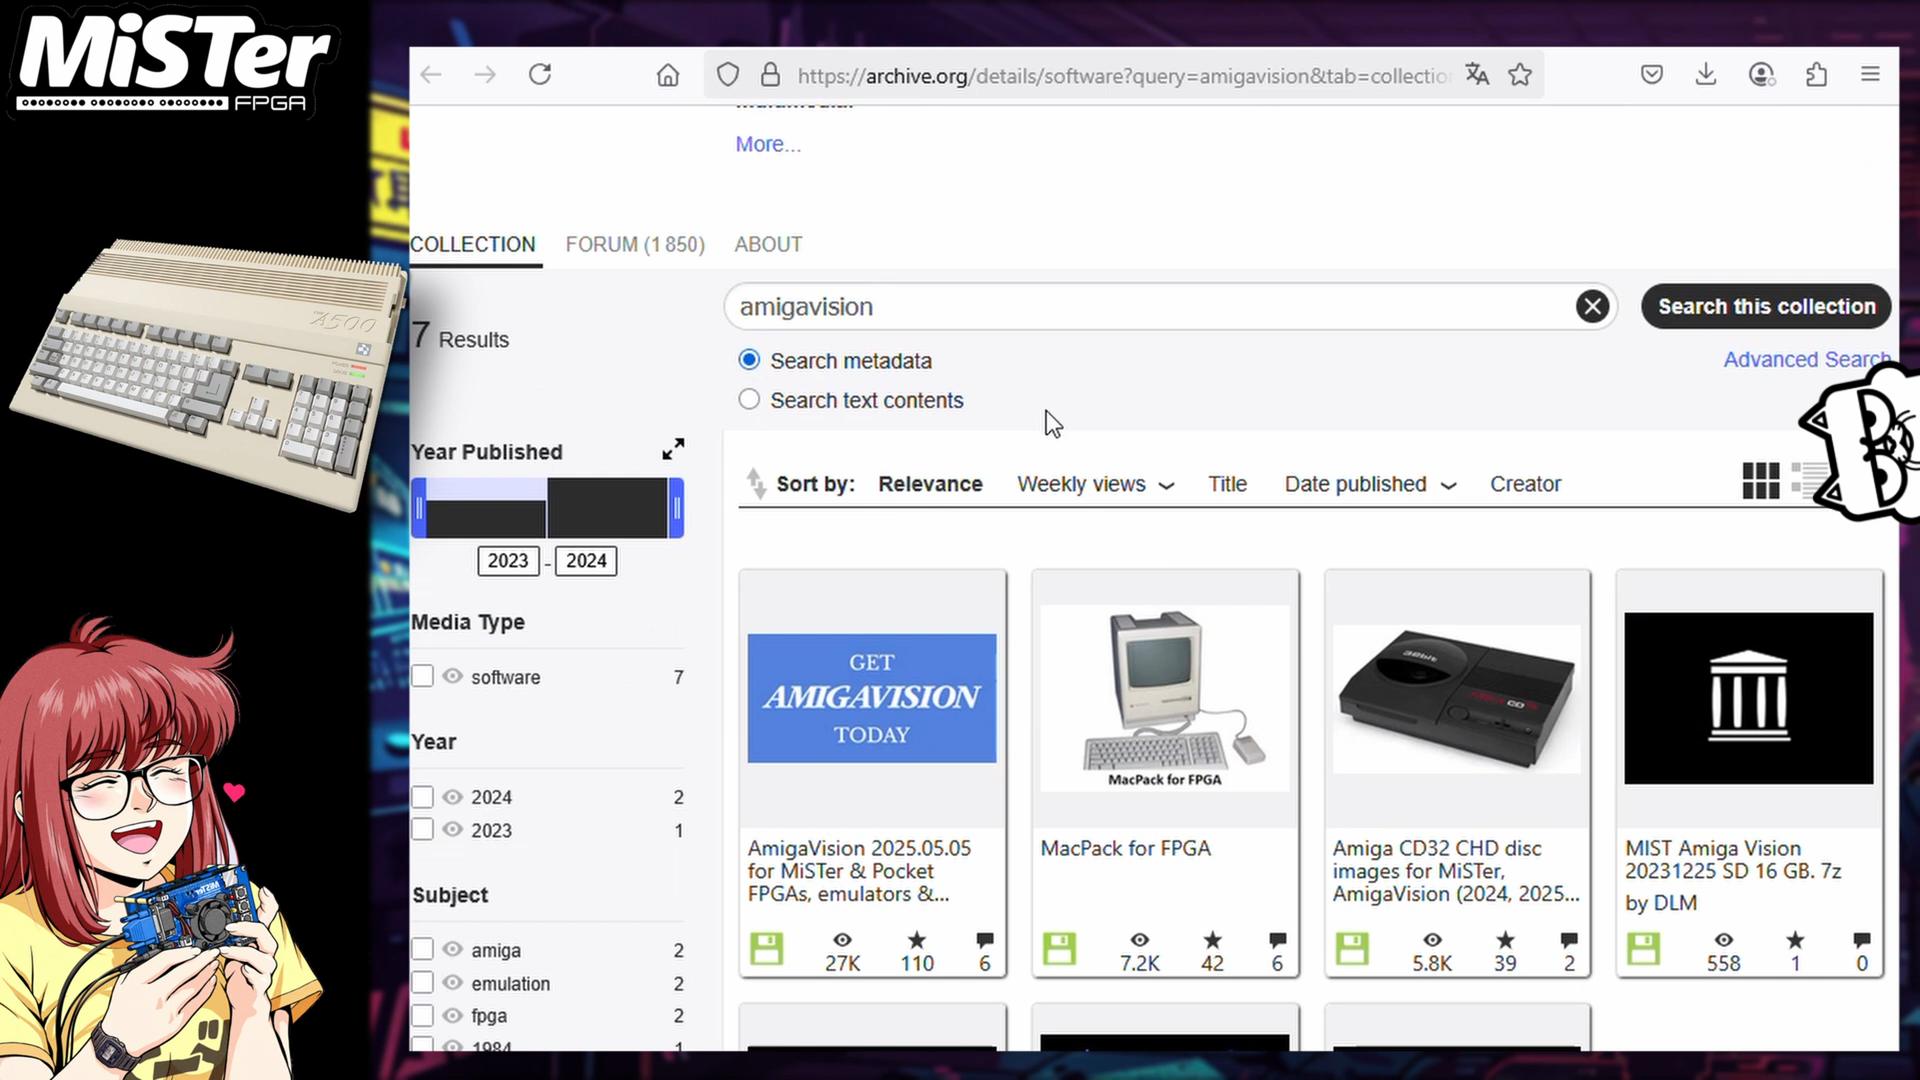 MiSTer
FPGA
https://archive.org/details/software?query=amigavision&tab=collectio
More...
COLLECTION
FORUM (1 850)
ABOUT
7 Results
amigavision
Search this collection
Search metadata
Search text contents
Advanced Search
Year Published
2023 - 2024
Sort by: Relevance Weekly views Title Date published Creator
Media Type
software 7
Year
2024 2
2023 1
Subject
amiga 2
emulation 2
fpga 2
1984 1
GET
AMIGAVISION
TODAY
AmigaVision 2025.05.05
for MiSTer & Pocket
FPGAs, emulators &...
27K 110 6
MacPack for FPGA
MacPack for FPGA
7.2K 42 6
Amiga CD32 CHD disc
images for MiSTer,
AmigaVision (2024, 2025...
5.8K 39 2
MIST Amiga Vision
20231225 SD 16 GB. 7z
by DLM
558 1 0
A500